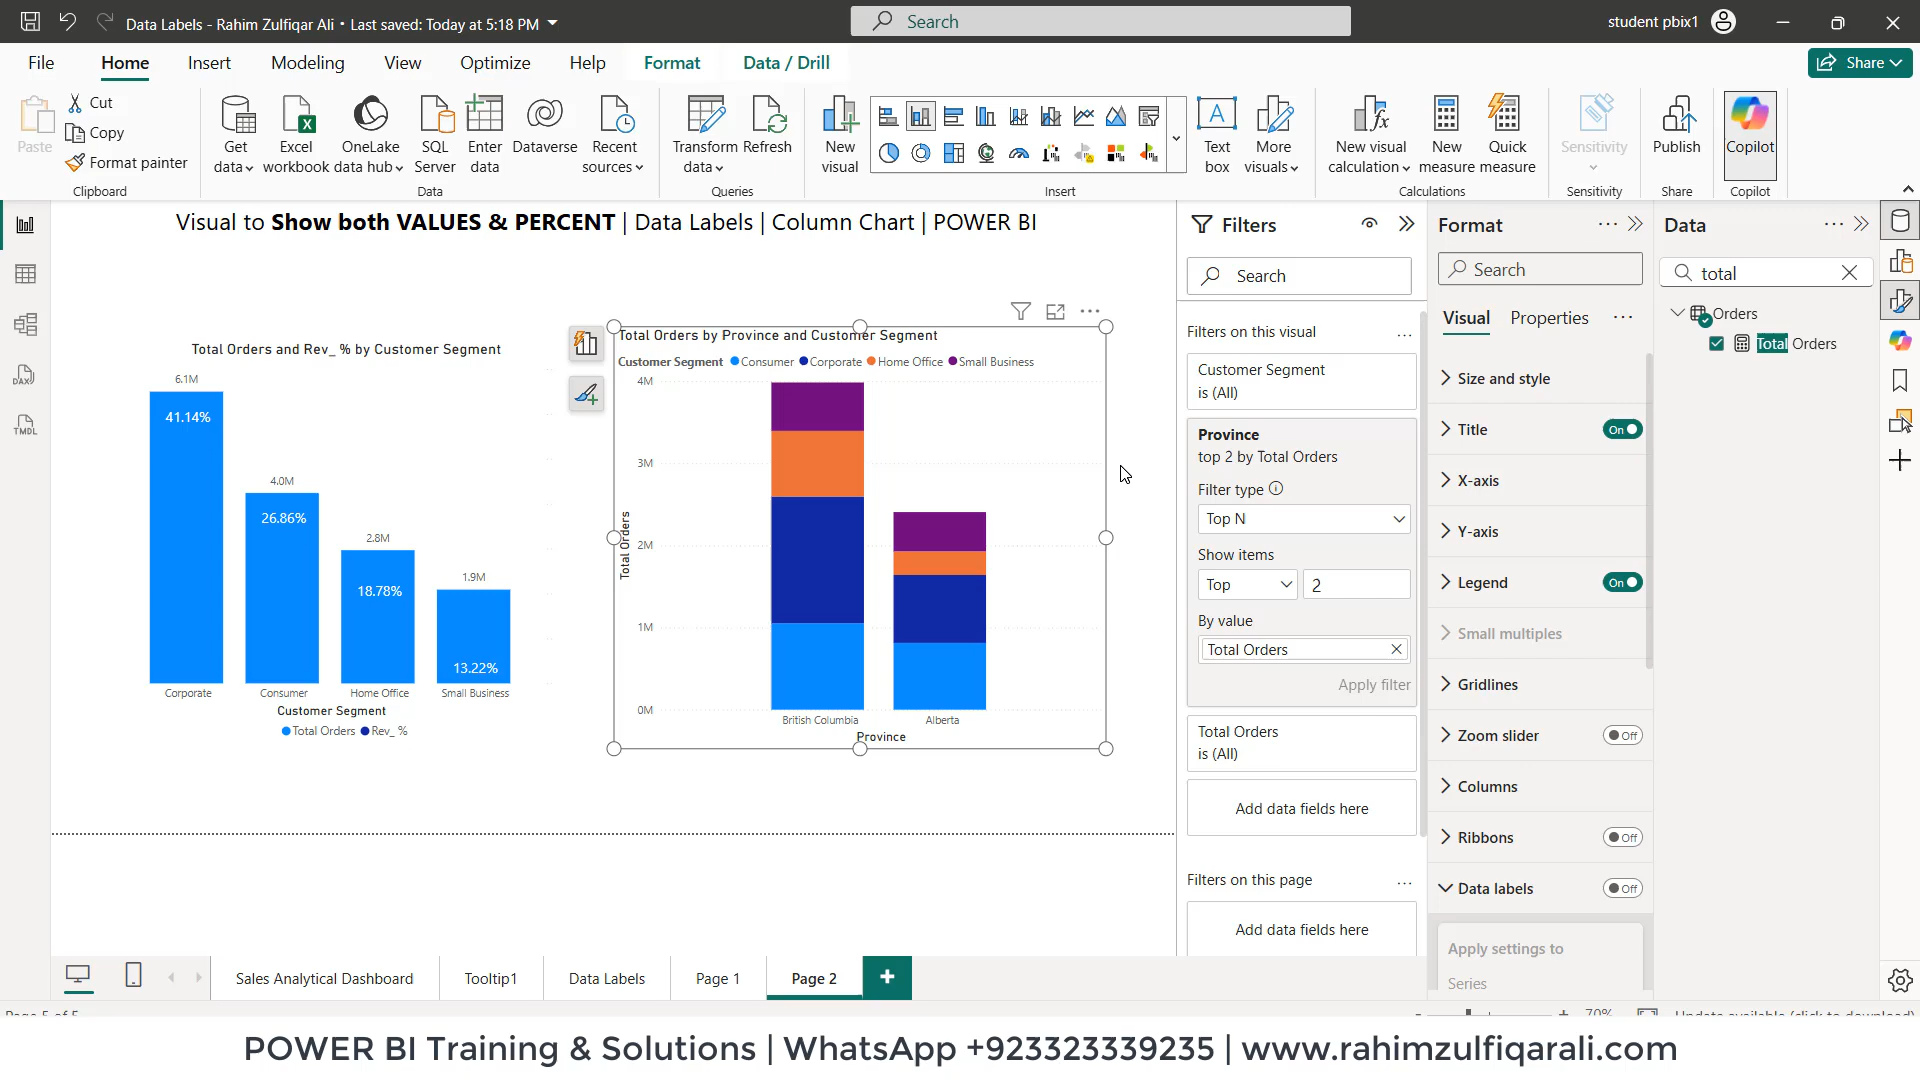 Data Labels - Rahim Zulfiqar Ali • Last saved: Today at 5:18 PM
Search
student pbix1
File
Home
Insert
Modeling
View
Optimize
Help
Format
Data / Drill
Share
Paste
Cut
Copy
Format painter
Clipboard
Get data
Excel workbook
OneLake data hub
SQL Server
Enter data
Dataverse
Recent sources
Data
Transform data
Refresh
Queries
New visual
Text box
More visuals
Insert
New visual calculation
New measure
Quick measure
Calculations
Sensitivity
Sensitivity
Publish
Share
Copilot
Copilot
DAX
TMDL
Visual to Show both VALUES & PERCENT | Data Labels | Column Chart | POWER BI
Total Orders and Rev_ % by Customer Segment
6.1M
41.14%
4.0M
26.86%
2.8M
18.78%
1.9M
13.22%
Corporate
Consumer
Home Office
Small Business
Customer Segment
Total Orders
Rev_ %
Total Orders by Province and Customer Segment
Customer Segment
Consumer
Corporate
Home Office
Small Business
4M
3M
2M
1M
0M
Total Orders
British Columbia
Alberta
Province
Filters
Search
Filters on this visual
Customer Segment
is (All)
Province
top 2 by Total Orders
Filter type
Top N
Show items
Top
2
By value
Total Orders
Apply filter
Total Orders
is (All)
Add data fields here
Filters on this page
Add data fields here
Format
Search
Visual
Properties
Size and style
Title
On
X-axis
Y-axis
Legend
On
Small multiples
Gridlines
Zoom slider
Off
Columns
Ribbons
Off
Data labels
Off
Apply settings to
Series
Data
total
Orders
Total Orders
Sales Analytical Dashboard
Tooltip1
Data Labels
Page 1
Page 2
Page 5 of 5
70%
Update available (click to download)
POWER BI Training & Solutions | WhatsApp +923323339235 | www.rahimzulfiqarali.com